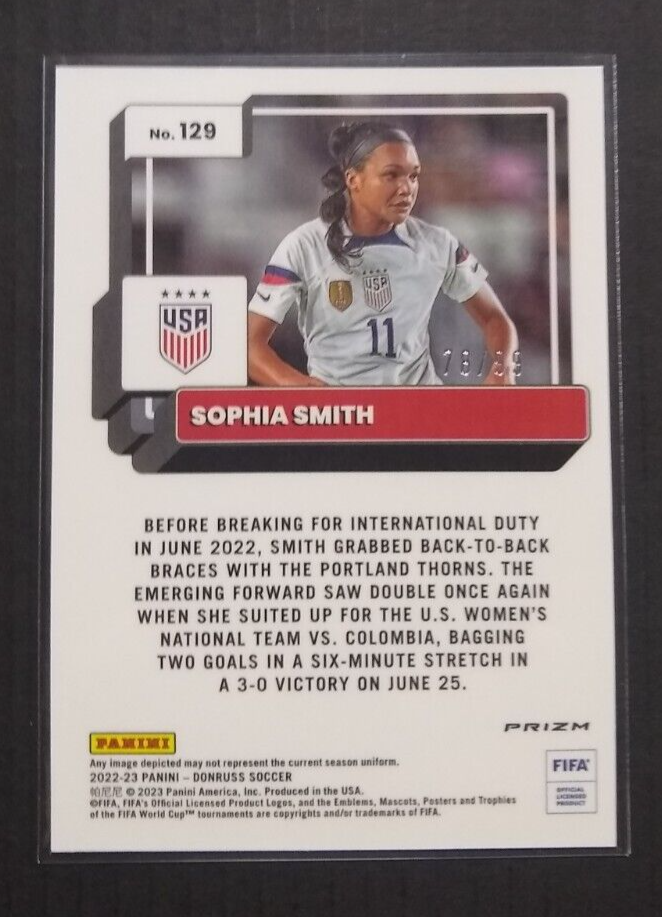 No. 129
USA
11
USA
SOPHIA SMITH
BEFORE BREAKING FOR INTERNATIONAL DUTY
IN JUNE 2022, SMITH GRABBED BACK-TO-BACK
BRACES WITH THE PORTLAND THORNS. THE
EMERGING FORWARD SAW DOUBLE ONCE AGAIN
WHEN SHE SUITED UP FOR THE U.S. WOMEN'S
NATIONAL TEAM VS. COLOMBIA, BAGGING
TWO GOALS IN A SIX-MINUTE STRETCH IN
A 3-0 VICTORY ON JUNE 25.
PRIZM
PANINI
Any image depicted may not represent the current season uniform.
2022-23 PANINI – DONRUSS SOCCER
帕尼尼 © 2023 Panini America, Inc. Produced in the USA.
©FIFA, FIFA's Official Licensed Product Logos, and the Emblems, Mascots, Posters and Trophies
of the FIFA World Cup™ tournaments are copyrights and/or trademarks of FIFA.
FIFA
OFFICIAL
LICENSED
PRODUCT